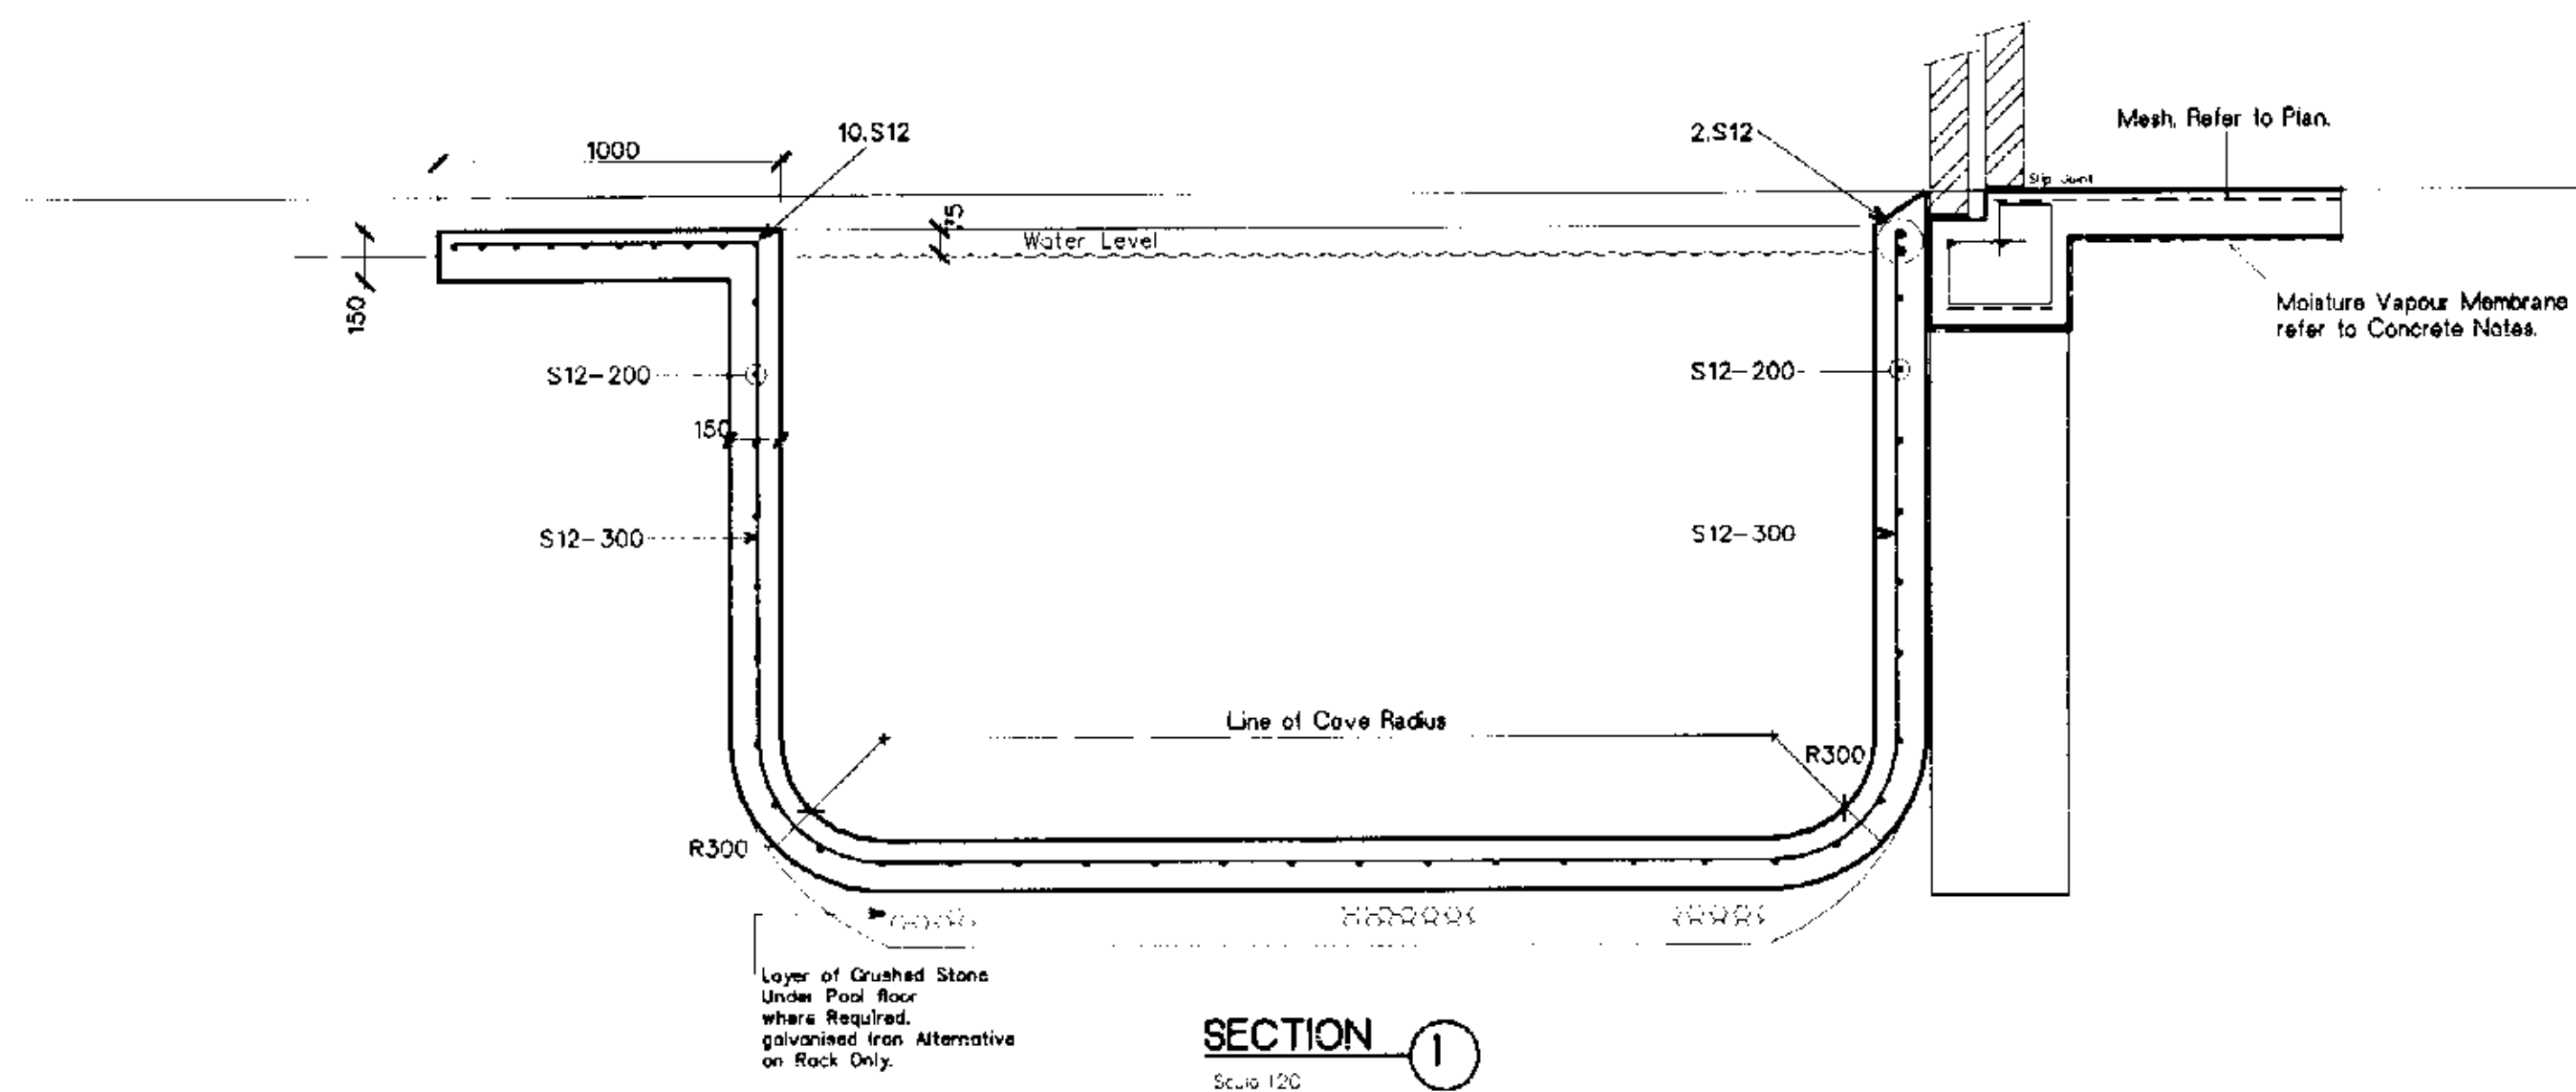 Mesh. Refer to Plan.
10.S12
2.S12
1000
Slip Joint
75
Water Level
150
Moisture Vapour Membrane
refer to Concrete Notes.
S12-200
S12-200
150
S12-300
S12-300
Line of Cove Radius
R300
R300
Layer of Crushed Stone
Under Pool floor
where Required.
galvanised Iron Alternative
on Rock Only.
SECTION 1
Scale